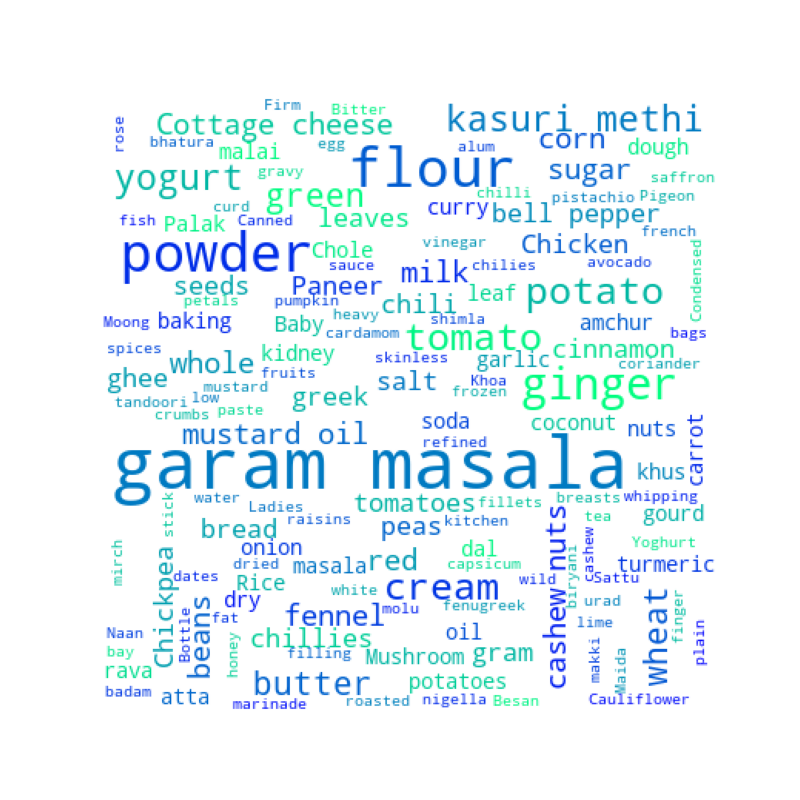 Firm
Bitter
rose
Cottage cheese
kasuri methi
bhatura
malai
egg
alum
corn
dough
gravy
flour
yogurt
green
sugar
saffron
chilli
pistachio
Pigeon
curd
curry
bell pepper
fish
Palak
Canned
leaves
french
powder
Chole
vinegar
Chicken
sauce
milk
chilies
avocado
Condensed
seeds
Paneer
petals
pumpkin
chili
leaf
potato
Moong
baking
Baby
heavy
cardamom
shimla
tomato
amchur
bags
spices
whole
kidney
skinless
garlic
cinnamon
coriander
ghee
fruits
mustard
greek
salt
Khoa
frozen
ginger
tandoori
low
crumbs
paste
mustard oil
soda
refined
coconut
nuts
carrot
garam masala
khus
stick
water
Ladies
tomatoes
fillets
breasts
whipping
bread
raisins
peas
kitchen
cashew nuts
tea
gourd
mirch
Chickpea
onion
dal
capsicum
cashew
Yoghurt
dried
masala
red
biryani
turmeric
dates
Rice
white
cream
wild
Sattu
Bottle
beans
dry
fat
fennel
molu
fenugreek
urad
wheat
finger
Naan
honey
chillies
oil
lime
plain
bay
filling
Mushroom
gram
makki
Maida
rava
butter
potatoes
badam
atta
marinade
roasted
nigella
Besan
Cauliflower